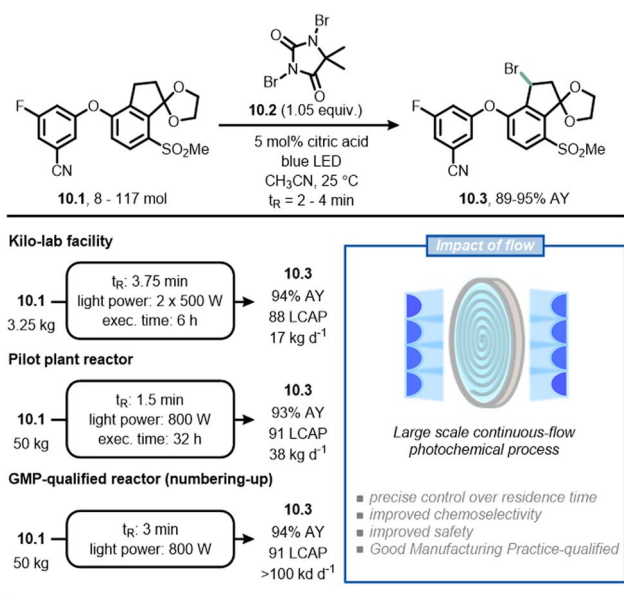 Br
O
N
N
Br
O
10.2 (1.05 equiv.)
5 mol% citric acid
blue LED
CH3CN, 25 °C
tR = 2 - 4 min
F
O
O
O
SO2Me
CN
10.1, 8 - 117 mol
Br
F
O
O
O
SO2Me
CN
10.3, 89-95% AY
Kilo-lab facility
10.1
3.25 kg
tR: 3.75 min
light power: 2 x 500 W
exec. time: 6 h
10.3
94% AY
88 LCAP
17 kg d-1
Pilot plant reactor
10.1
50 kg
tR: 1.5 min
light power: 800 W
exec. time: 32 h
10.3
93% AY
91 LCAP
38 kg d-1
GMP-qualified reactor (numbering-up)
10.1
50 kg
tR: 3 min
light power: 800 W
10.3
94% AY
91 LCAP
>100 kd d-1
Impact of flow
Large scale continuous-flow
photochemical process
▪ precise control over residence time
▪ improved chemoselectivity
▪ improved safety
▪ Good Manufacturing Practice-qualified